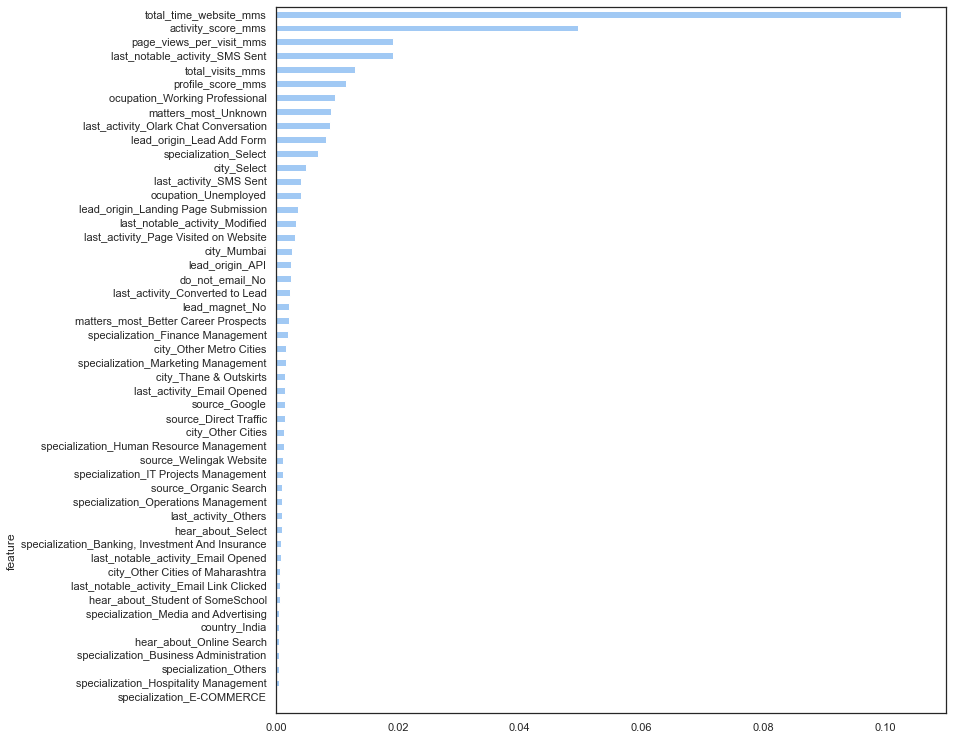 total_time_website_mms
activity_score_mms
page_views_per_visit_mms
last_notable_activity_SMS Sent
total_visits_mms
profile_score_mms
ocupation_Working Professional
matters_most_Unknown
last_activity_Olark Chat Conversation
lead_origin_Lead Add Form
specialization_Select
city_Select
last_activity_SMS Sent
ocupation_Unemployed
lead_origin_Landing Page Submission
last_notable_activity_Modified
last_activity_Page Visited on Website
city_Mumbai
lead_origin_API
do_not_email_No
last_activity_Converted to Lead
lead_magnet_No
matters_most_Better Career Prospects
specialization_Finance Management
city_Other Metro Cities
specialization_Marketing Management
city_Thane & Outskirts
last_activity_Email Opened
source_Google
source_Direct Traffic
city_Other Cities
specialization_Human Resource Management
source_Welingak Website
specialization_IT Projects Management
source_Organic Search
specialization_Operations Management
last_activity_Others
hear_about_Select
specialization_Banking, Investment And Insurance
last_notable_activity_Email Opened
city_Other Cities of Maharashtra
last_notable_activity_Email Link Clicked
hear_about_Student of SomeSchool
specialization_Media and Advertising
country_India
hear_about_Online Search
specialization_Business Administration
specialization_Others
specialization_Hospitality Management
specialization_E-COMMERCE
feature
0.00 0.02 0.04 0.06 0.08 0.10